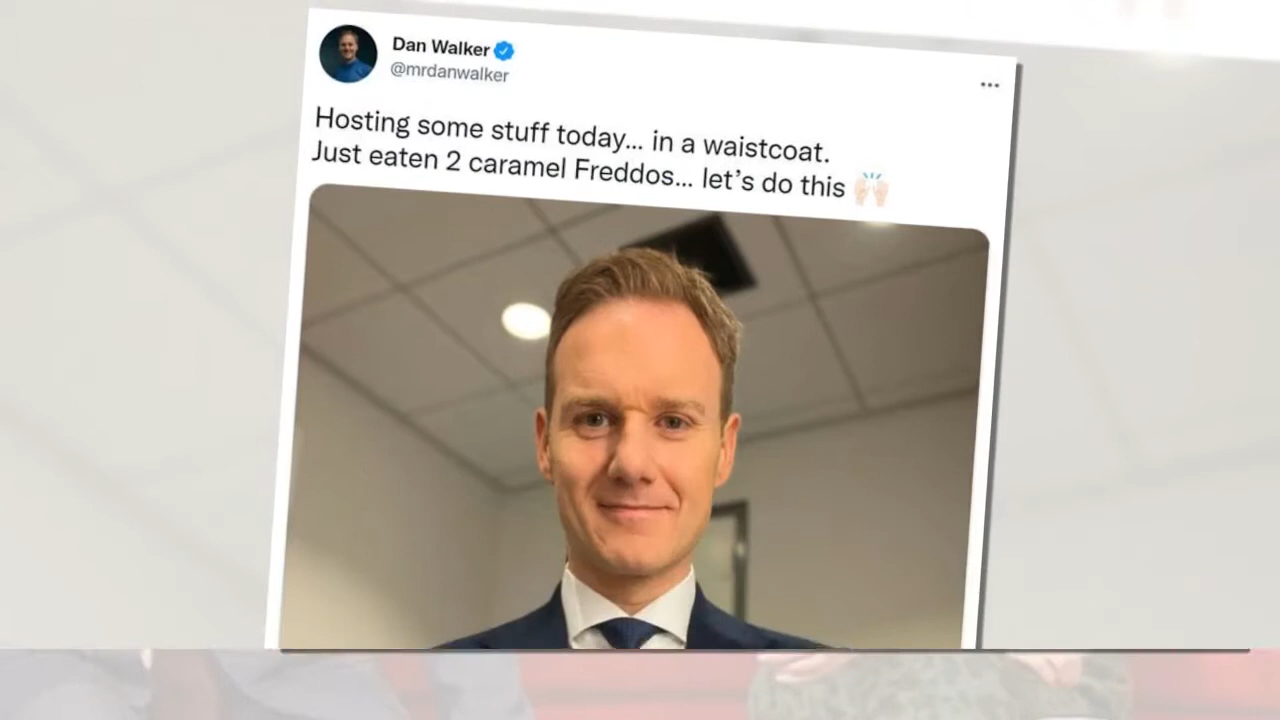 Dan Walker
@mrdanwalker
Hosting some stuff today... in a waistcoat.
Just eaten 2 caramel Freddos... let's do this 🙌🏻